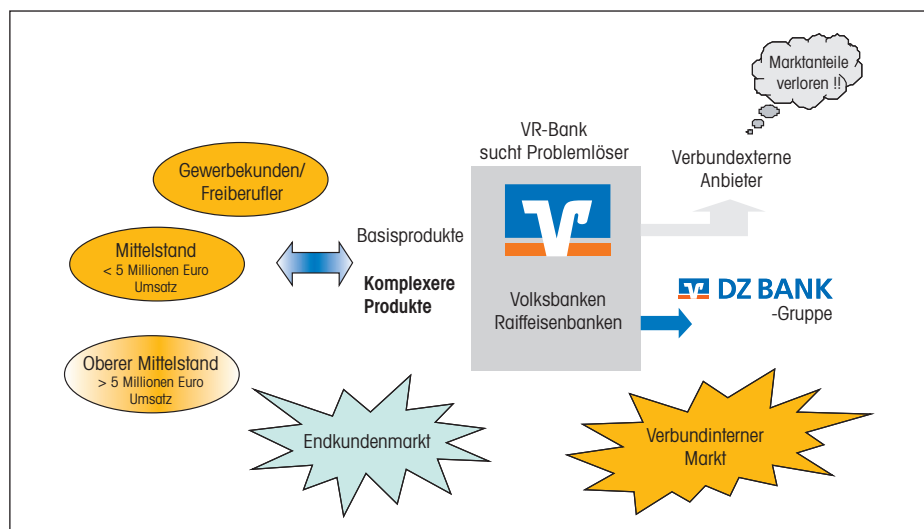 Marktanteile
verloren !!
VR-Bank
sucht Problemlöser
Verbundexterne
Anbieter
Gewerbekunden/
Freiberufler
Basisprodukte
Mittelstand
< 5 Millionen Euro
Umsatz
Komplexere
Produkte
Volksbanken
Raiffeisenbanken
DZ BANK
-Gruppe
Oberer Mittelstand
> 5 Millionen Euro
Umsatz
Endkundenmarkt
Verbundinterner
Markt